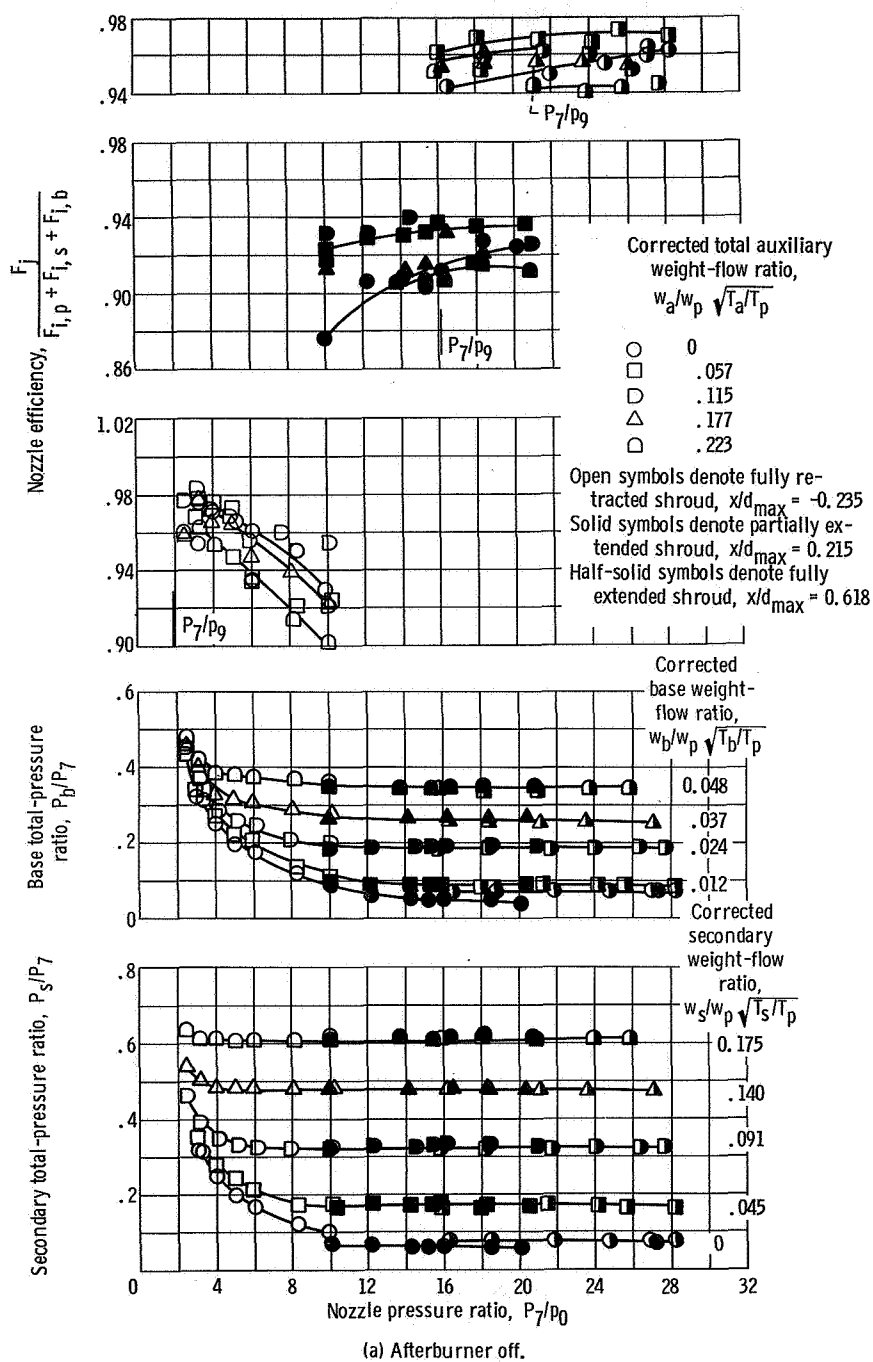 .98
.94
P7/p9
.98
.94
.90
.86
P7/p9
Nozzle efficiency, Fj / Fi, p + Fi, s + Fi, b
Corrected total auxiliary
weight-flow ratio,
wa/wp √Ta/Tp
0
.057
.115
.177
.223
Open symbols denote fully re-
tracted shroud, x/dmax = -0.235
Solid symbols denote partially ex-
tended shroud, x/dmax = 0.215
Half-solid symbols denote fully
extended shroud, x/dmax = 0.618
1.02
.98
.94
.90
P7/p9
Corrected
base weight-
flow ratio,
wb/wp √Tb/Tp
0.048
.037
.024
.012
0
Base total-pressure
ratio, Pb/P7
.6
.4
.2
0
Corrected
secondary
weight-flow
ratio,
ws/wp √Ts/Tp
0.175
.140
.091
.045
0
Secondary total-pressure ratio, Ps/P7
.8
.6
.4
.2
0 4 8 12 16 20 24 28 32
Nozzle pressure ratio, P7/p0
(a) Afterburner off.